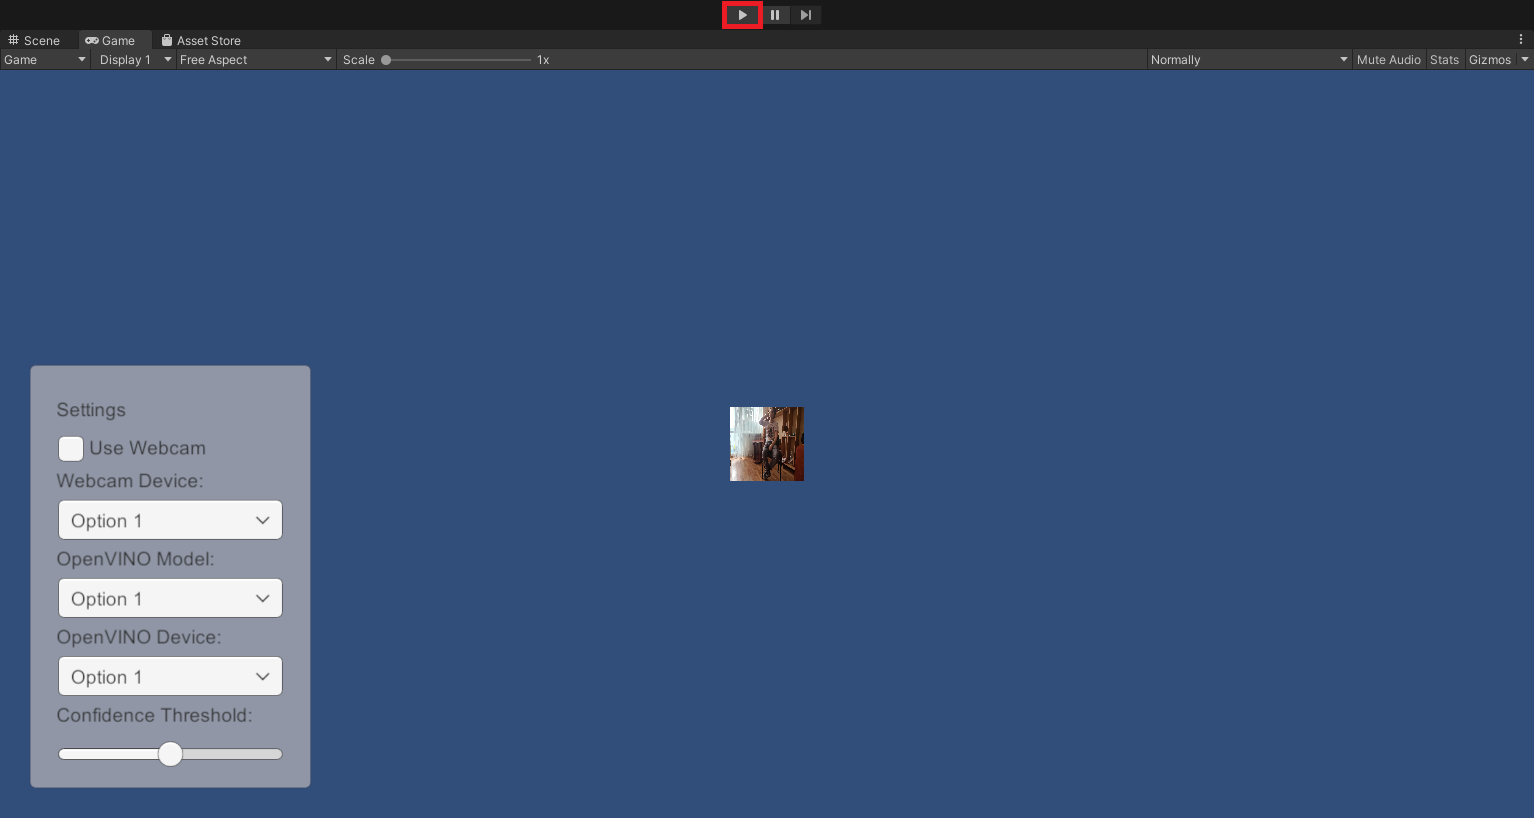 Scene Game Asset Store
Game Display 1 Free Aspect Scale 1x Normally Mute Audio Stats Gizmos
Settings
Use Webcam
Webcam Device:
Option 1
OpenVINO Model:
Option 1
OpenVINO Device:
Option 1
Confidence Threshold: